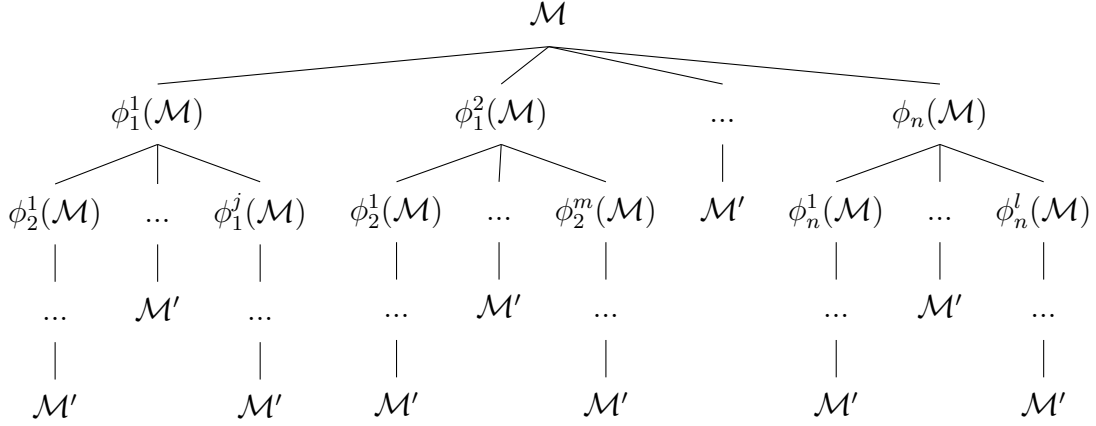 ℳ
ϕ₁¹(ℳ) ϕ₁²(ℳ) ... ϕₙ(ℳ)
ϕ₂¹(ℳ) ... ϕ₁ʲ(ℳ) ϕ₂¹(ℳ) ... ϕ₂ᵐ(ℳ) ℳ′ ϕₙ¹(ℳ) ... ϕₙˡ(ℳ)
... ℳ′ ... ... ℳ′ ... ... ℳ′ ...
ℳ′ ℳ′ ℳ′ ℳ′ ℳ′ ℳ′